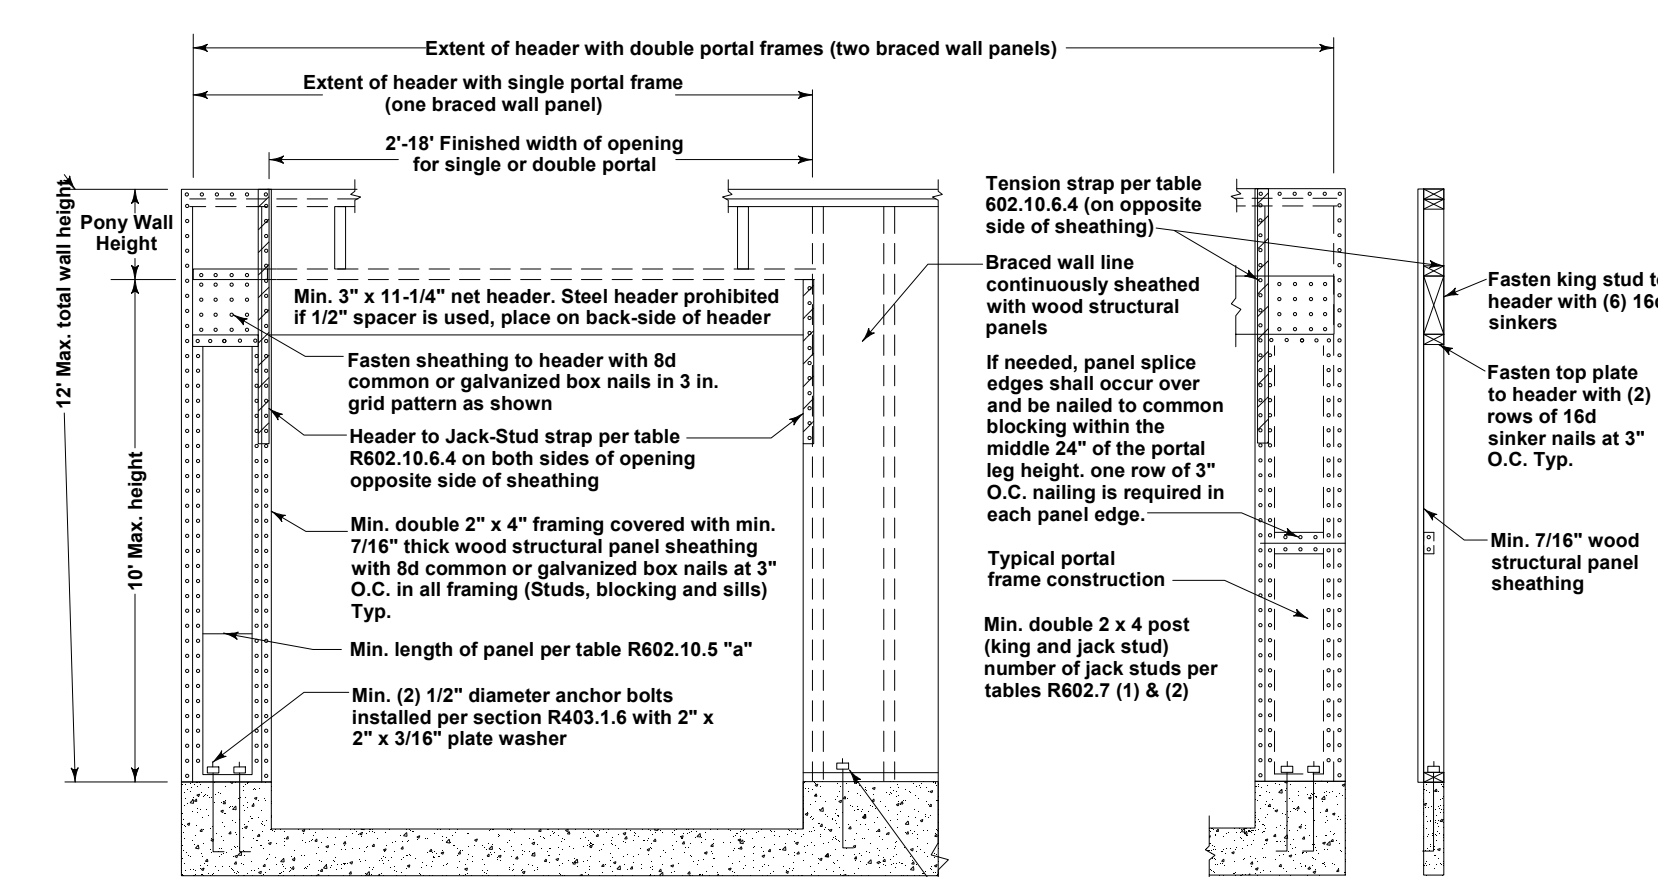 Extent of header with double portal frames (two braced wall panels)
Extent of header with single portal frame
(one braced wall panel)
2'-18' Finished width of opening
for single or double portal
12' Max. total wall height
Pony Wall
Height
10' Max. height
Min. 3" x 11-1/4" net header. Steel header prohibited
if 1/2" spacer is used, place on back-side of header
Fasten sheathing to header with 8d
common or galvanized box nails in 3 in.
grid pattern as shown
Header to Jack-Stud strap per table
R602.10.6.4 on both sides of opening
opposite side of sheathing
Min. double 2" x 4" framing covered with min.
7/16" thick wood structural panel sheathing
with 8d common or galvanized box nails at 3"
O.C. in all framing (Studs, blocking and sills)
Typ.
Min. length of panel per table R602.10.5 "a"
Min. (2) 1/2" diameter anchor bolts
installed per section R403.1.6 with 2" x
2" x 3/16" plate washer
Tension strap per table
602.10.6.4 (on opposite
side of sheathing)
Braced wall line
continuously sheathed
with wood structural
panels
If needed, panel splice
edges shall occur over
and be nailed to common
blocking within the
middle 24" of the portal
leg height. one row of 3"
O.C. nailing is required in
each panel edge.
Typical portal
frame construction
Min. double 2 x 4 post
(king and jack stud)
number of jack studs per
tables R602.7 (1) & (2)
Fasten king stud
header with (6)
sinkers
Fasten top plate
to header with (2)
rows of 16d
sinker nails at 3"
O.C. Typ.
Min. 7/16" wood
structural panel
sheathing